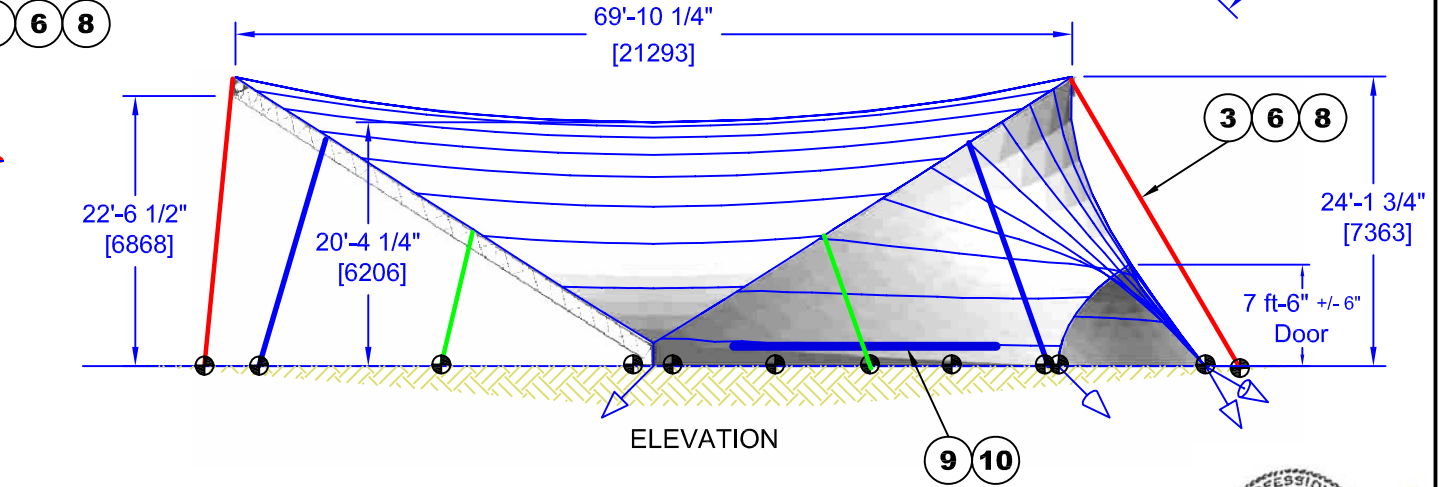 6 8
69'-10 1/4"
[21293]
3 6 8
22'-6 1/2"
[6868]
20'-4 1/4"
[6206]
24'-1 3/4"
[7363]
7 ft-6" +/- 6"
Door
ELEVATION
9 10